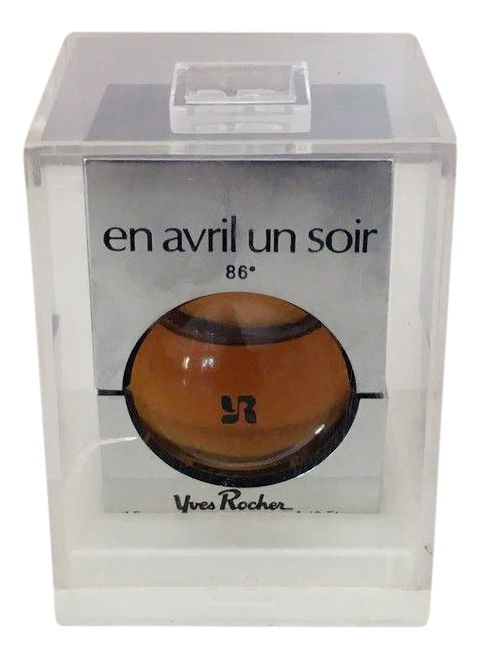 en avril un soir
86°
YR
Yves Rocher